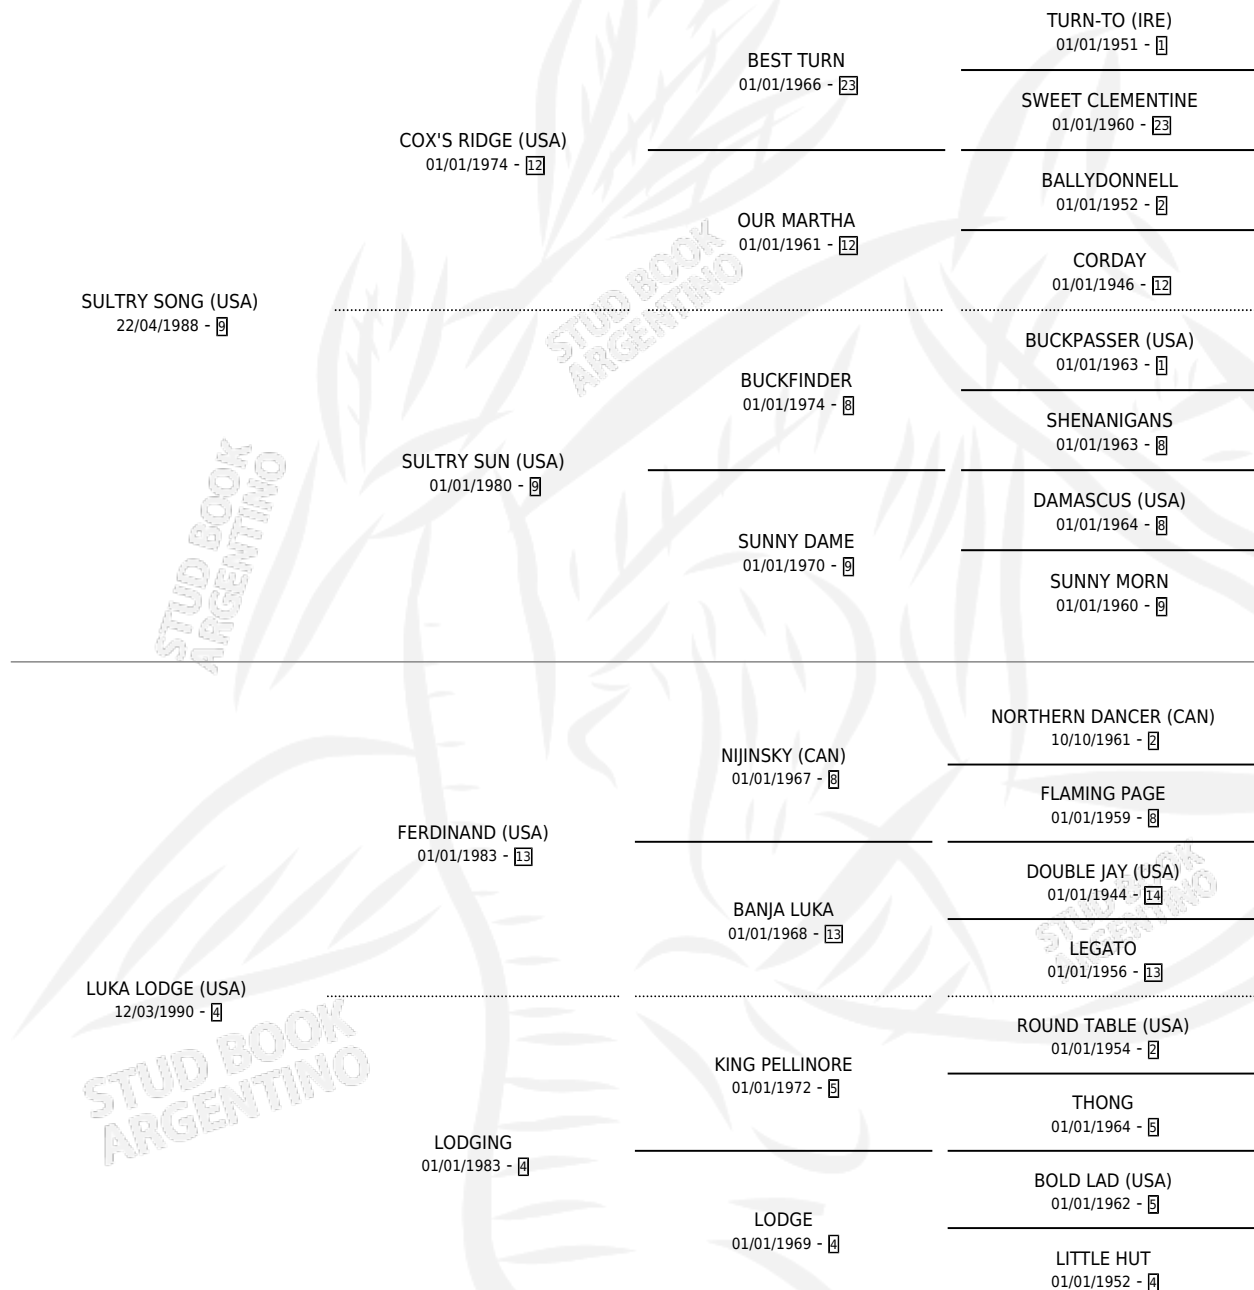 TURN-TO (IRE)
01/01/1951 - 1
BEST TURN
01/01/1966 - 23
SWEET CLEMENTINE
01/01/1960 - 23
COX'S RIDGE (USA)
01/01/1974 - 12
BALLYDONNELL
01/01/1952 - 2
OUR MARTHA
01/01/1961 - 12
CORDAY
01/01/1946 - 12
SULTRY SONG (USA)
22/04/1988 - 9
STUD BOOK
ARGENTINO
BUCKPASSER (USA)
01/01/1963 - 1
BUCKFINDER
01/01/1974 - 8
SHENANIGANS
01/01/1963 - 8
SULTRY SUN (USA)
01/01/1980 - 9
DAMASCUS (USA)
01/01/1964 - 8
SUNNY DAME
01/01/1970 - 9
SUNNY MORN
01/01/1960 - 9
STUD BOOK
ARGENTINO
NORTHERN DANCER (CAN)
10/10/1961 - 2
NIJINSKY (CAN)
01/01/1967 - 8
FLAMING PAGE
01/01/1959 - 8
FERDINAND (USA)
01/01/1983 - 13
DOUBLE JAY (USA)
01/01/1944 - 14
BANJA LUKA
01/01/1968 - 13
STUD BOOK
ARGENTINO
LEGATO
01/01/1956 - 13
LUKA LODGE (USA)
12/03/1990 - 4
STUD BOOK
ARGENTINO
ROUND TABLE (USA)
01/01/1954 - 2
KING PELLINORE
01/01/1972 - 5
THONG
01/01/1964 - 5
LODGING
01/01/1983 - 4
BOLD LAD (USA)
01/01/1962 - 5
LODGE
01/01/1969 - 4
LITTLE HUT
01/01/1952 - 4